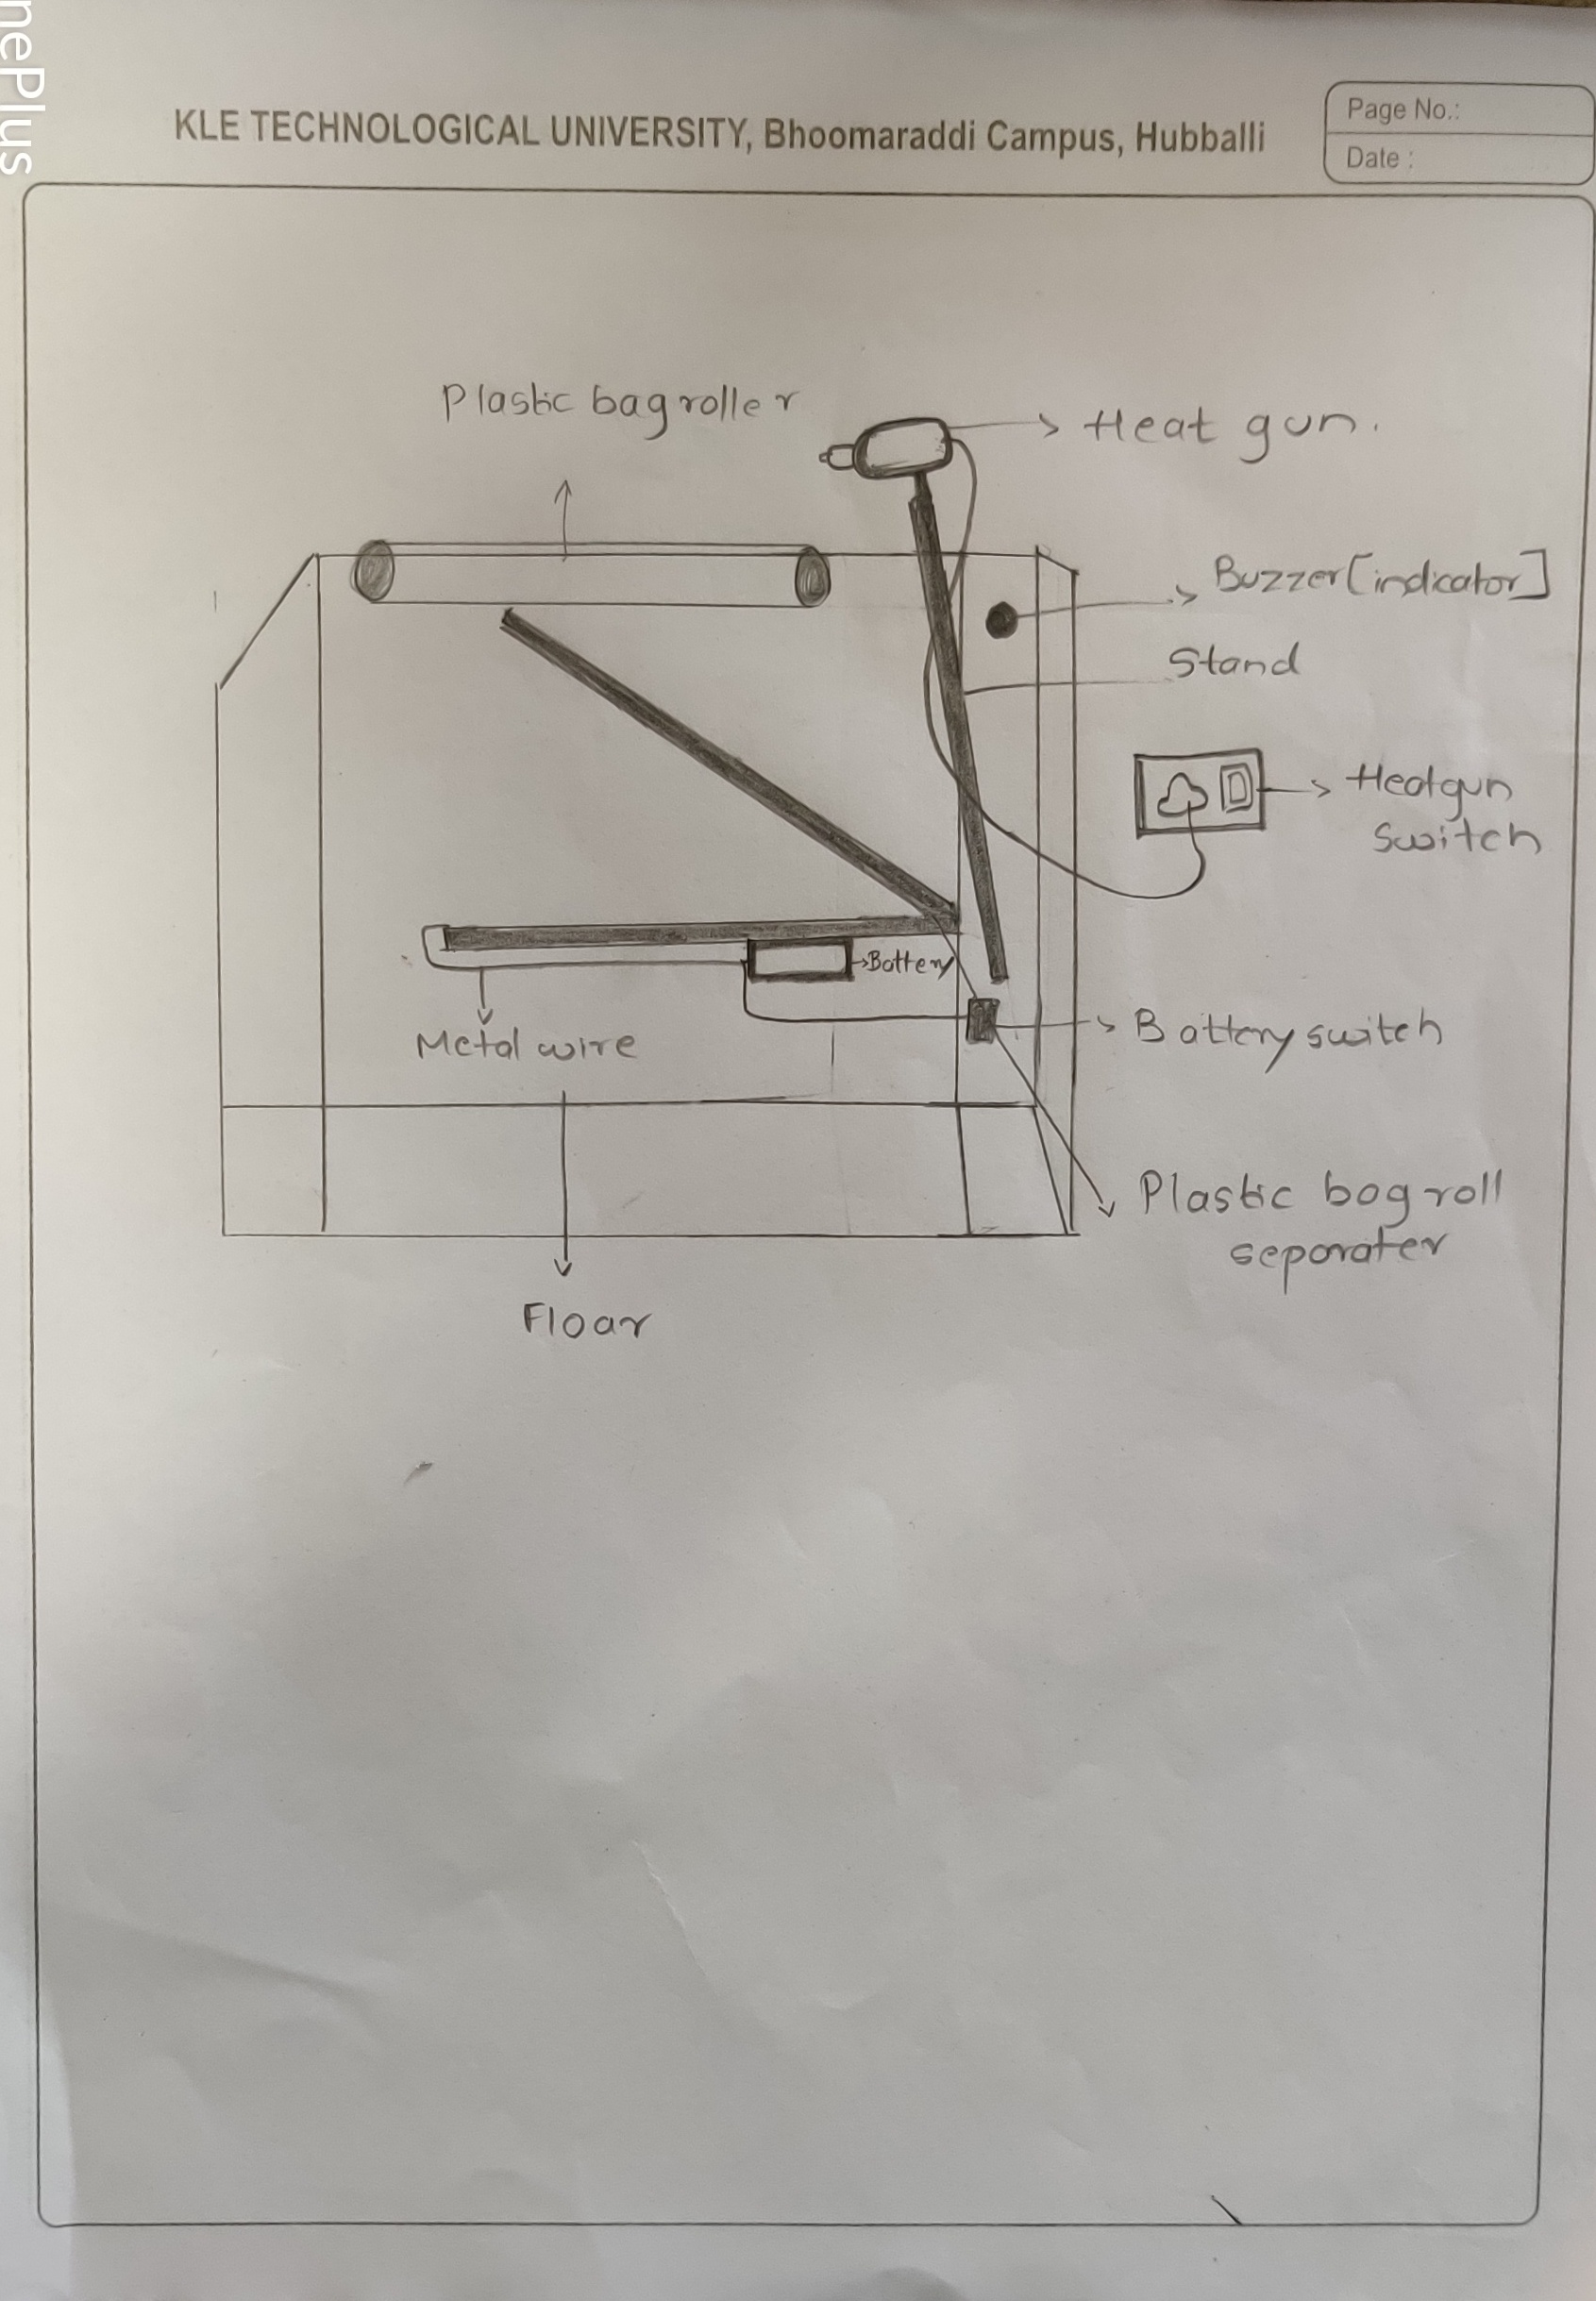 nePlus
KLE TECHNOLOGICAL UNIVERSITY, Bhoomaraddi Campus, Hubballi
Page No.:
Date :
Plastic bag roller
Heat gun.
Buzzer [indicator]
Stand
Heatgun
switch
Battery
Metal wire
Battery switch
Plastic bag roll
separater
Floar